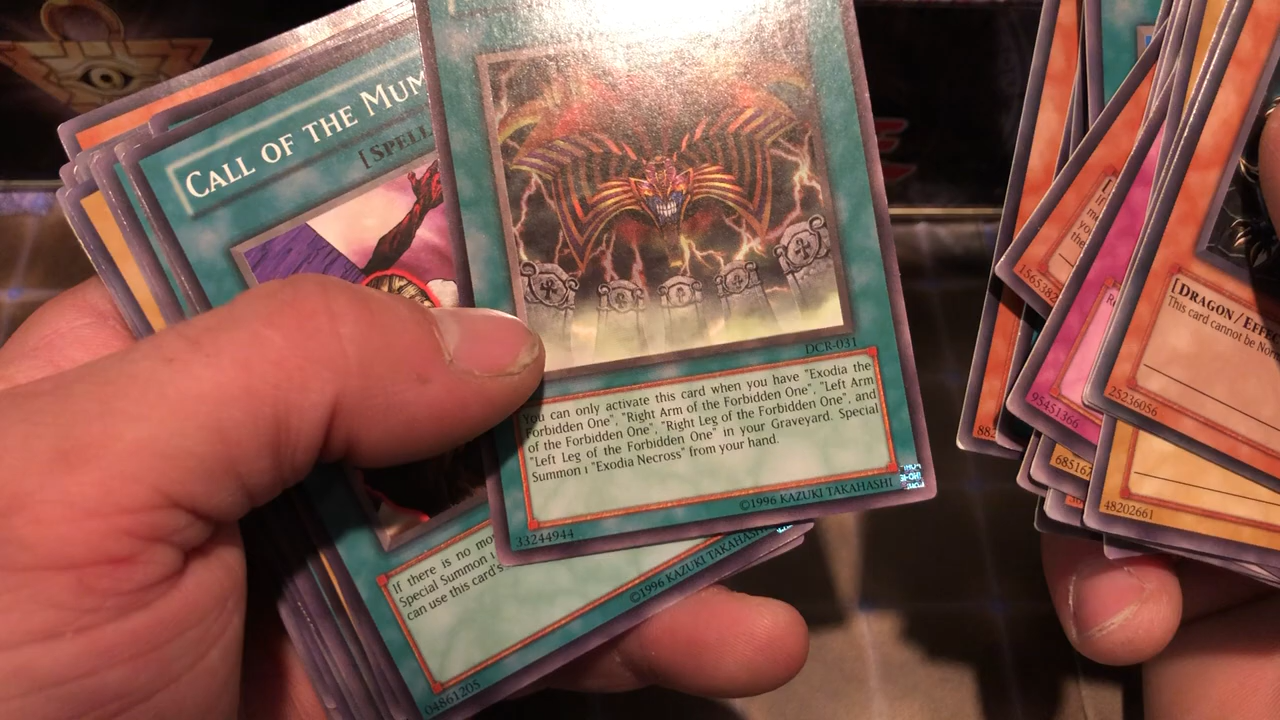 CALL OF THE MUM
[SPELL
DCR-031
You can only activate this card when you have "Exodia the
Forbidden One", "Right Arm of the Forbidden One", "Left Arm
of the Forbidden One", "Right Leg of the Forbidden One", and
"Left Leg of the Forbidden One" in your Graveyard. Special
Summon 1 "Exodia Necross" from your hand.
33244944
©1996 KAZUKI TAKAHASHI
If there is no mo
Special Summon 1
can use this card's
04861205
©1996 KAZUKI TAKAHASHI
1565382
95451366
[DRAGON / EFFEC
This card cannot be Nor
25236056
68516
48202661